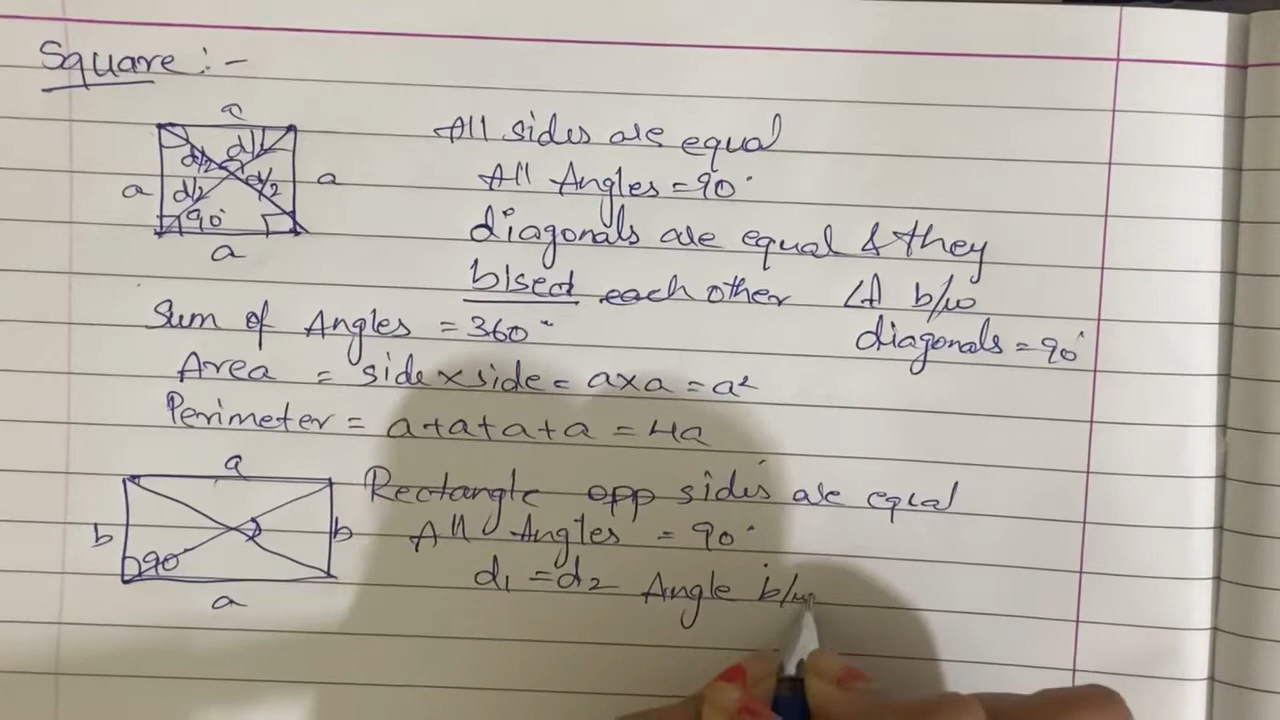 Square :-
a
d/2 d/2
a d/2 d/2 a
90°
a
All sides are equal
All Angles = 90°
diagonals are equal & they
bisect each other b/w
diagonals = 90°
Sum of Angles = 360°
Area = side x side = a x a = a²
Perimeter = a+a+a+a = 4a
a
b b
90°
a
Rectangle opp sides are equal
All Angles = 90°
d₁ = d₂ Angle b/w